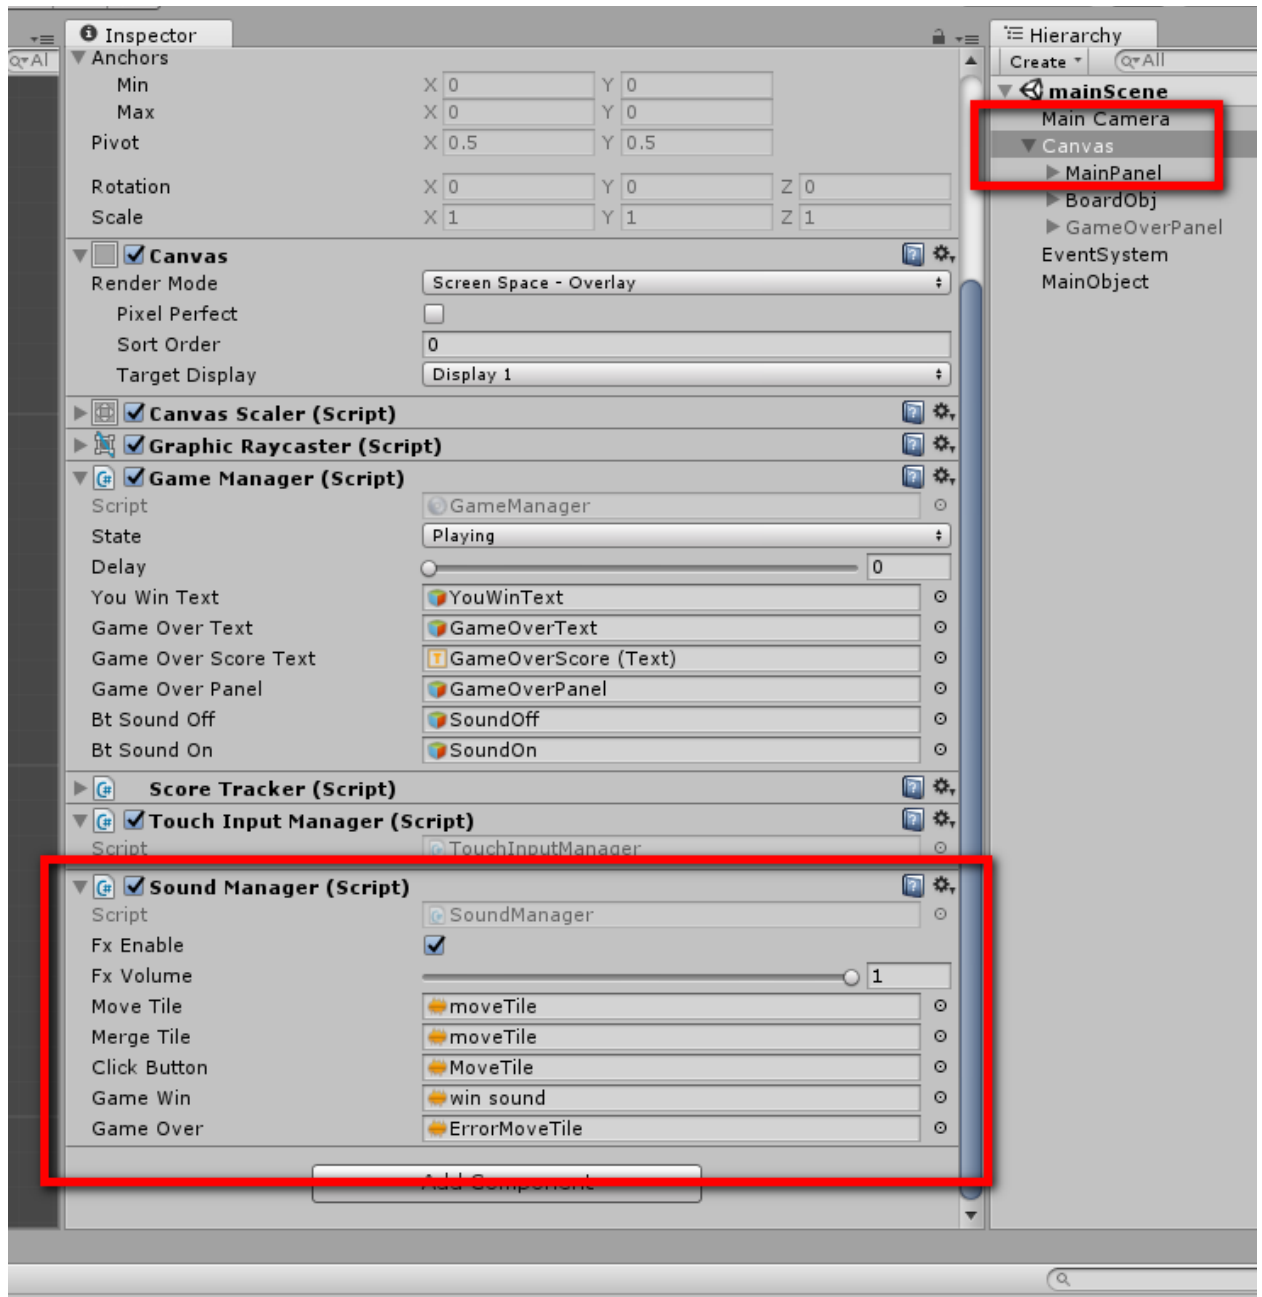 Inspector
Anchors
Min X 0 Y 0
Max X 0 Y 0
Pivot X 0.5 Y 0.5
Rotation X 0 Y 0 Z 0
Scale X 1 Y 1 Z 1
Canvas
Render Mode Screen Space - Overlay
Pixel Perfect
Sort Order 0
Target Display Display 1
Canvas Scaler (Script)
Graphic Raycaster (Script)
Game Manager (Script)
Script GameManager
State Playing
Delay 0
You Win Text YouWinText
Game Over Text GameOverText
Game Over Score Text GameOverScore (Text)
Game Over Panel GameOverPanel
Bt Sound Off SoundOff
Bt Sound On SoundOn
Score Tracker (Script)
Touch Input Manager (Script)
Script TouchInputManager
Sound Manager (Script)
Script SoundManager
Fx Enable
Fx Volume 1
Move Tile moveTile
Merge Tile moveTile
Click Button MoveTile
Game Win win sound
Game Over ErrorMoveTile
Add Component
Hierarchy
Create All
mainScene
Main Camera
Canvas
MainPanel
BoardObj
GameOverPanel
EventSystem
MainObject
Al